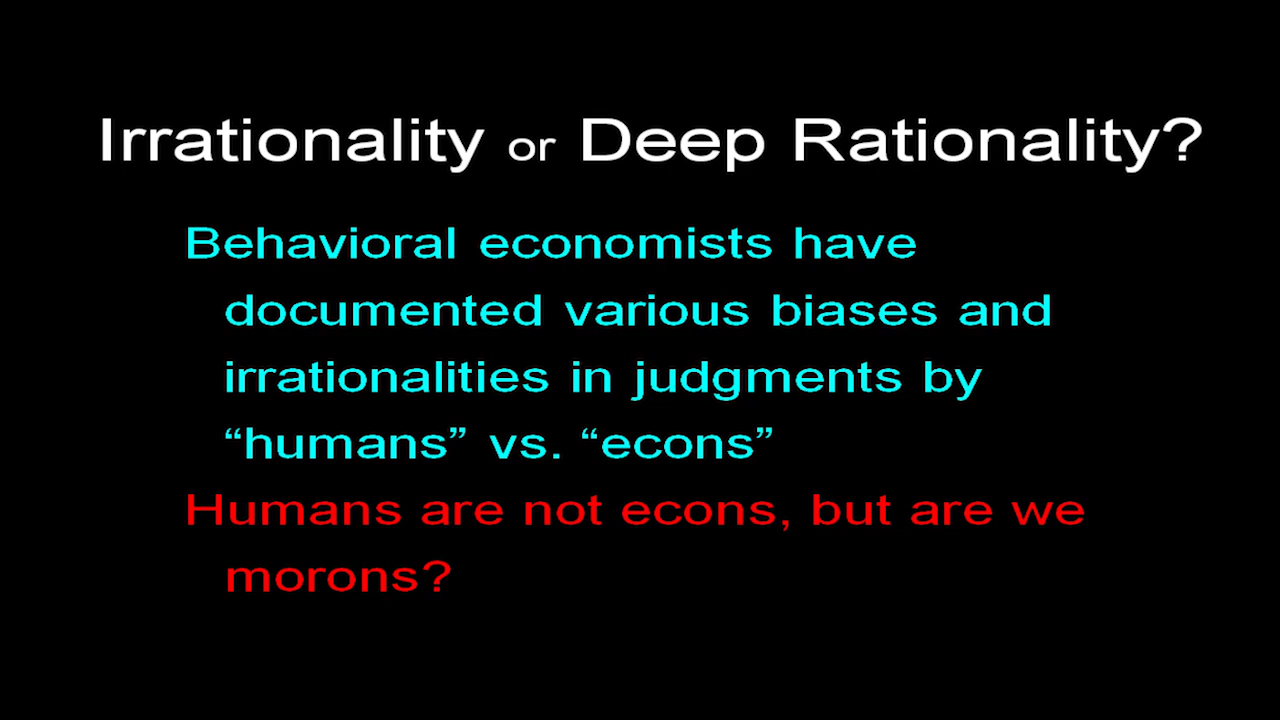 Irrationality or Deep Rationality?
Behavioral economists have
documented various biases and
irrationalities in judgments by
“humans” vs. “econs”
Humans are not econs, but are we
morons?